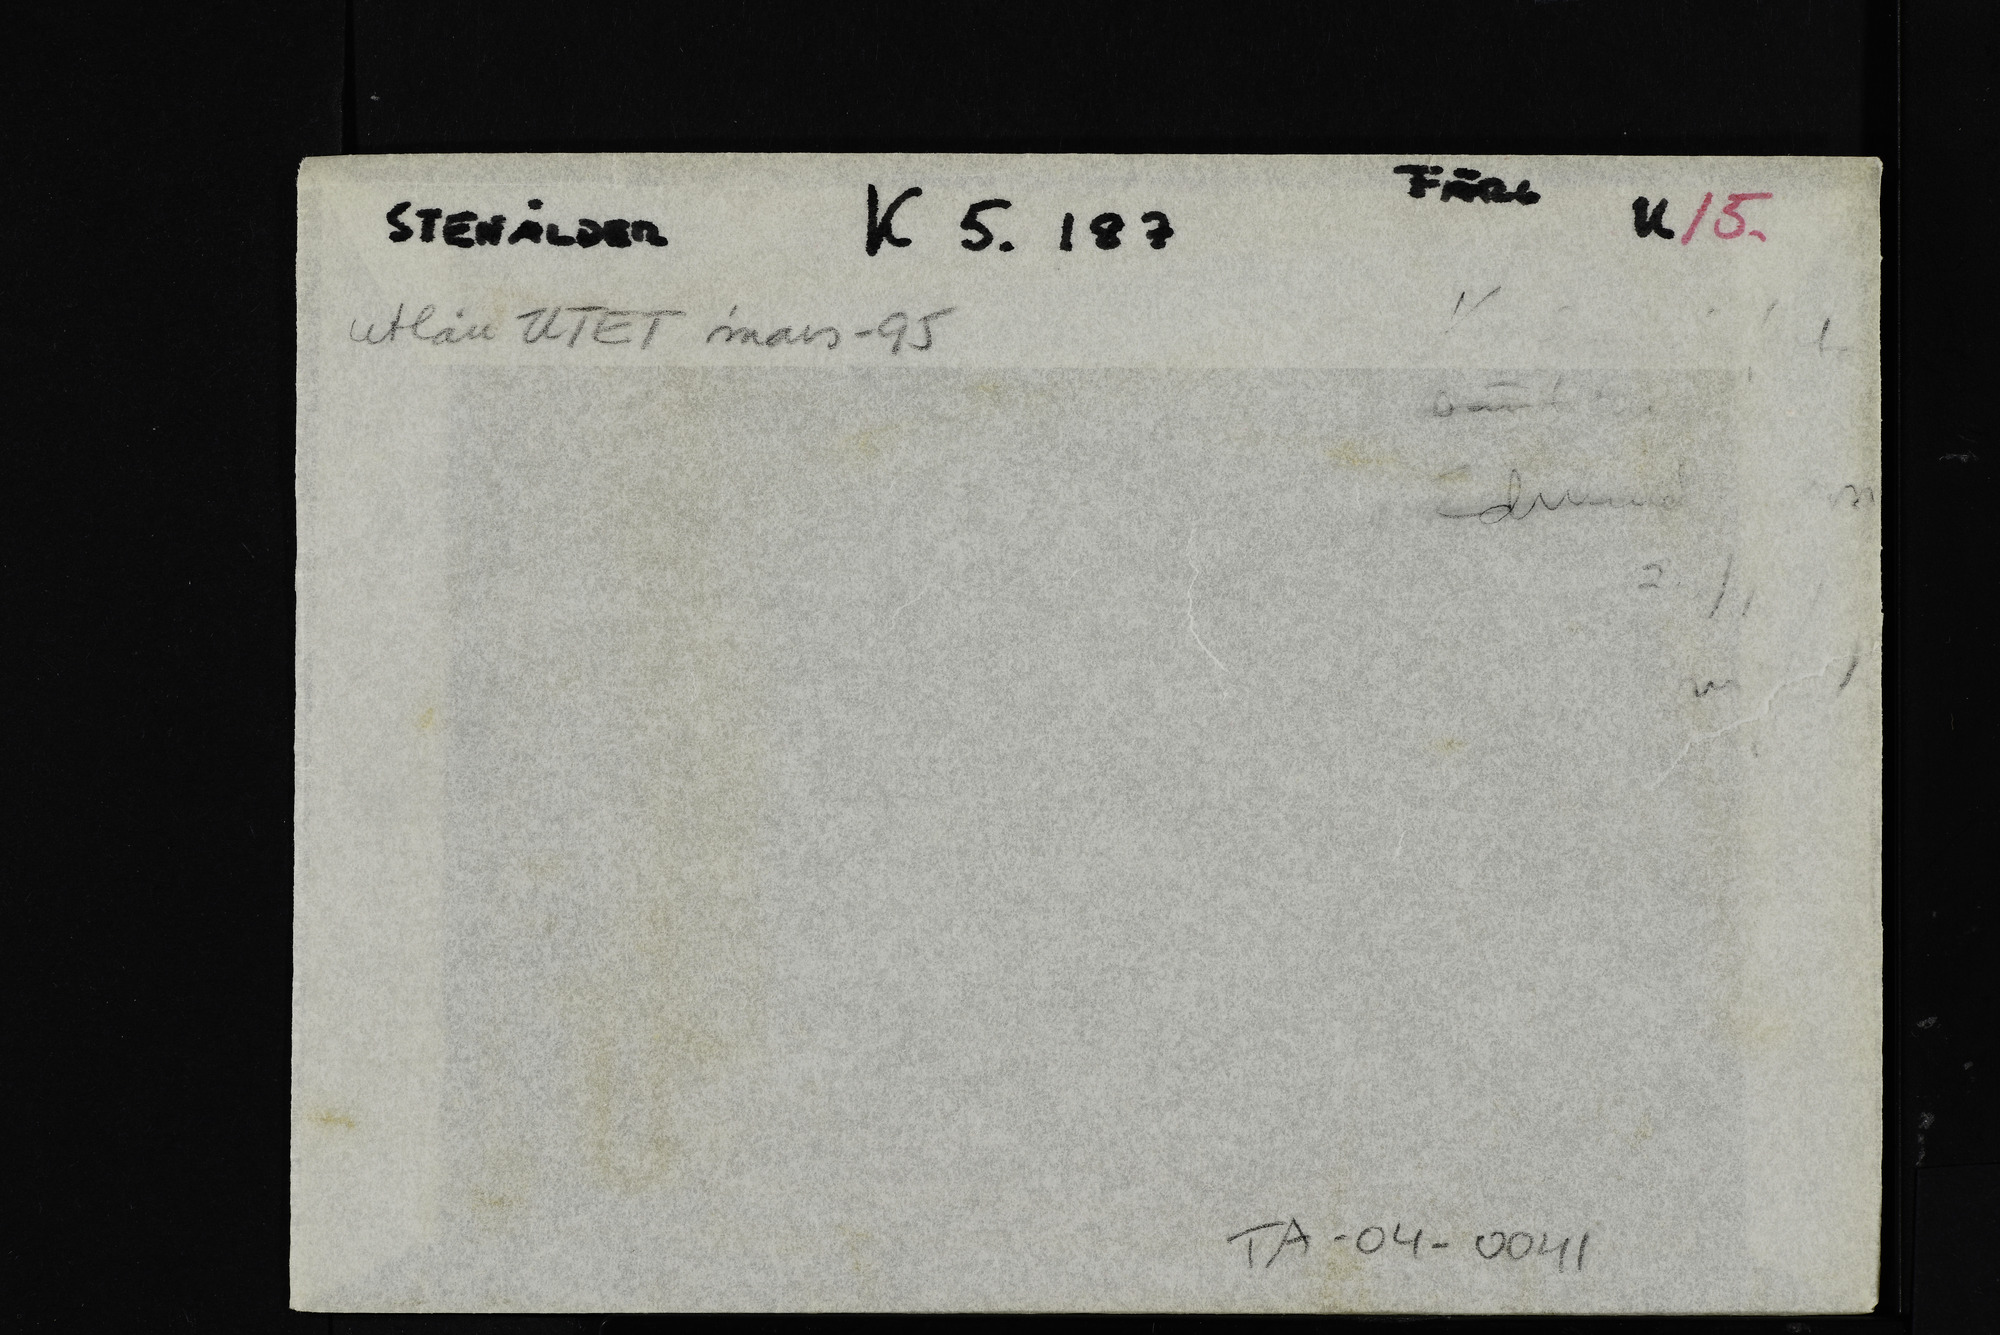 STENÅLDER K 5. 187 FÄRG K/15.
utlån UTET mars-95
TA-04-0041